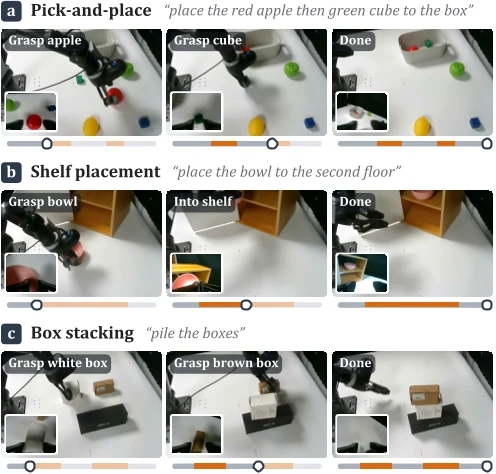 a Pick-and-place “place the red apple then green cube to the box”
Grasp apple Grasp cube Done
b Shelf placement “place the bowl to the second floor”
Grasp bowl Into shelf Done
c Box stacking “pile the boxes”
Grasp white box Grasp brown box Done